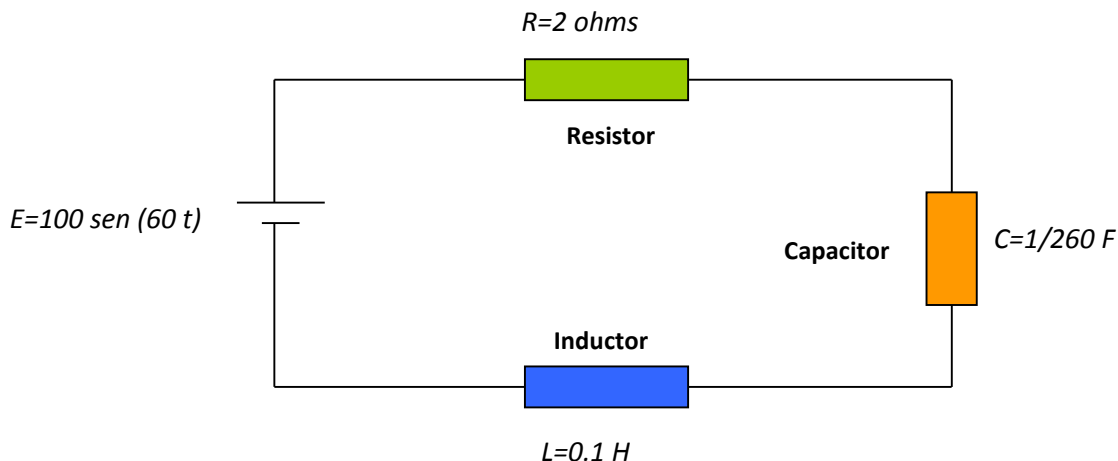 R=2 ohms
Resistor
E=100 sen (60 t)
Capacitor
C=1/260 F
Inductor
L=0.1 H